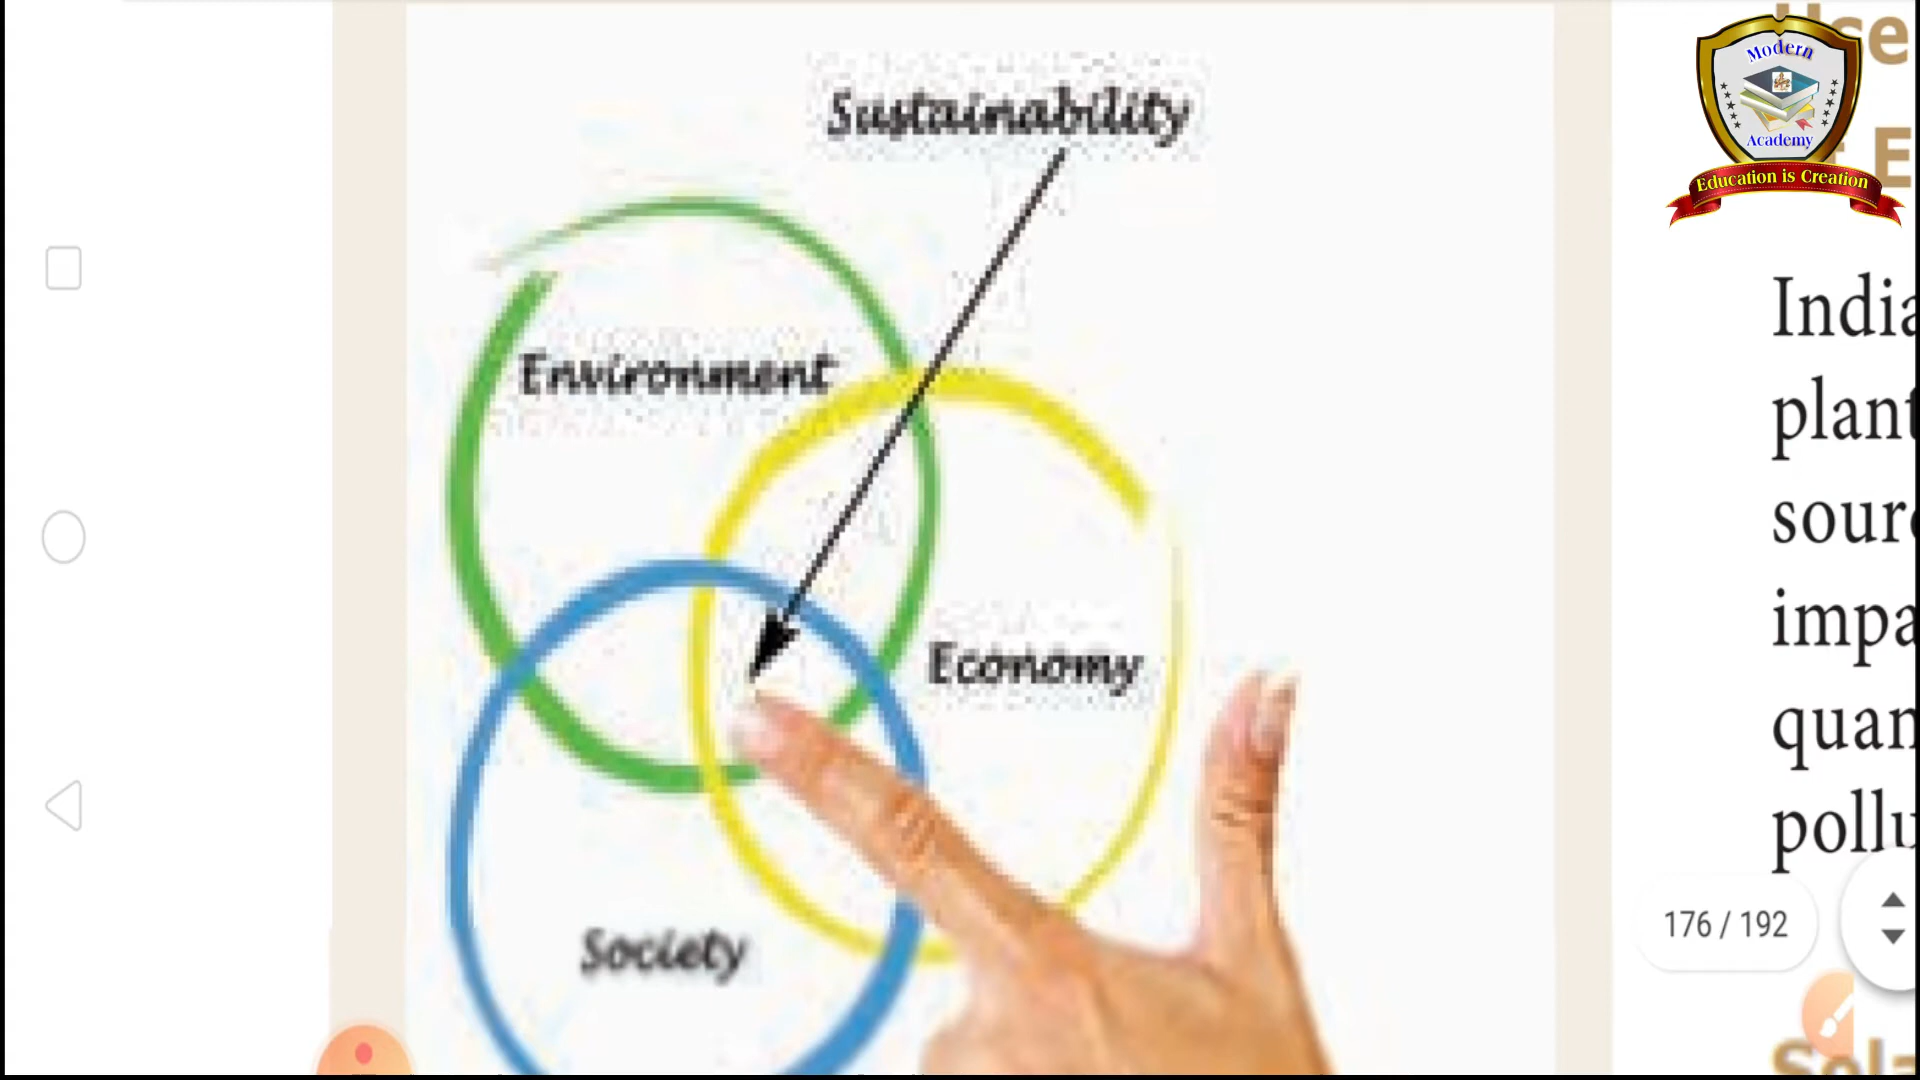 Sustainability
Environment
Economy
Society
Modern
Academy
Education is Creation
India
plant
sour
impa
quan
pollu
176 / 192